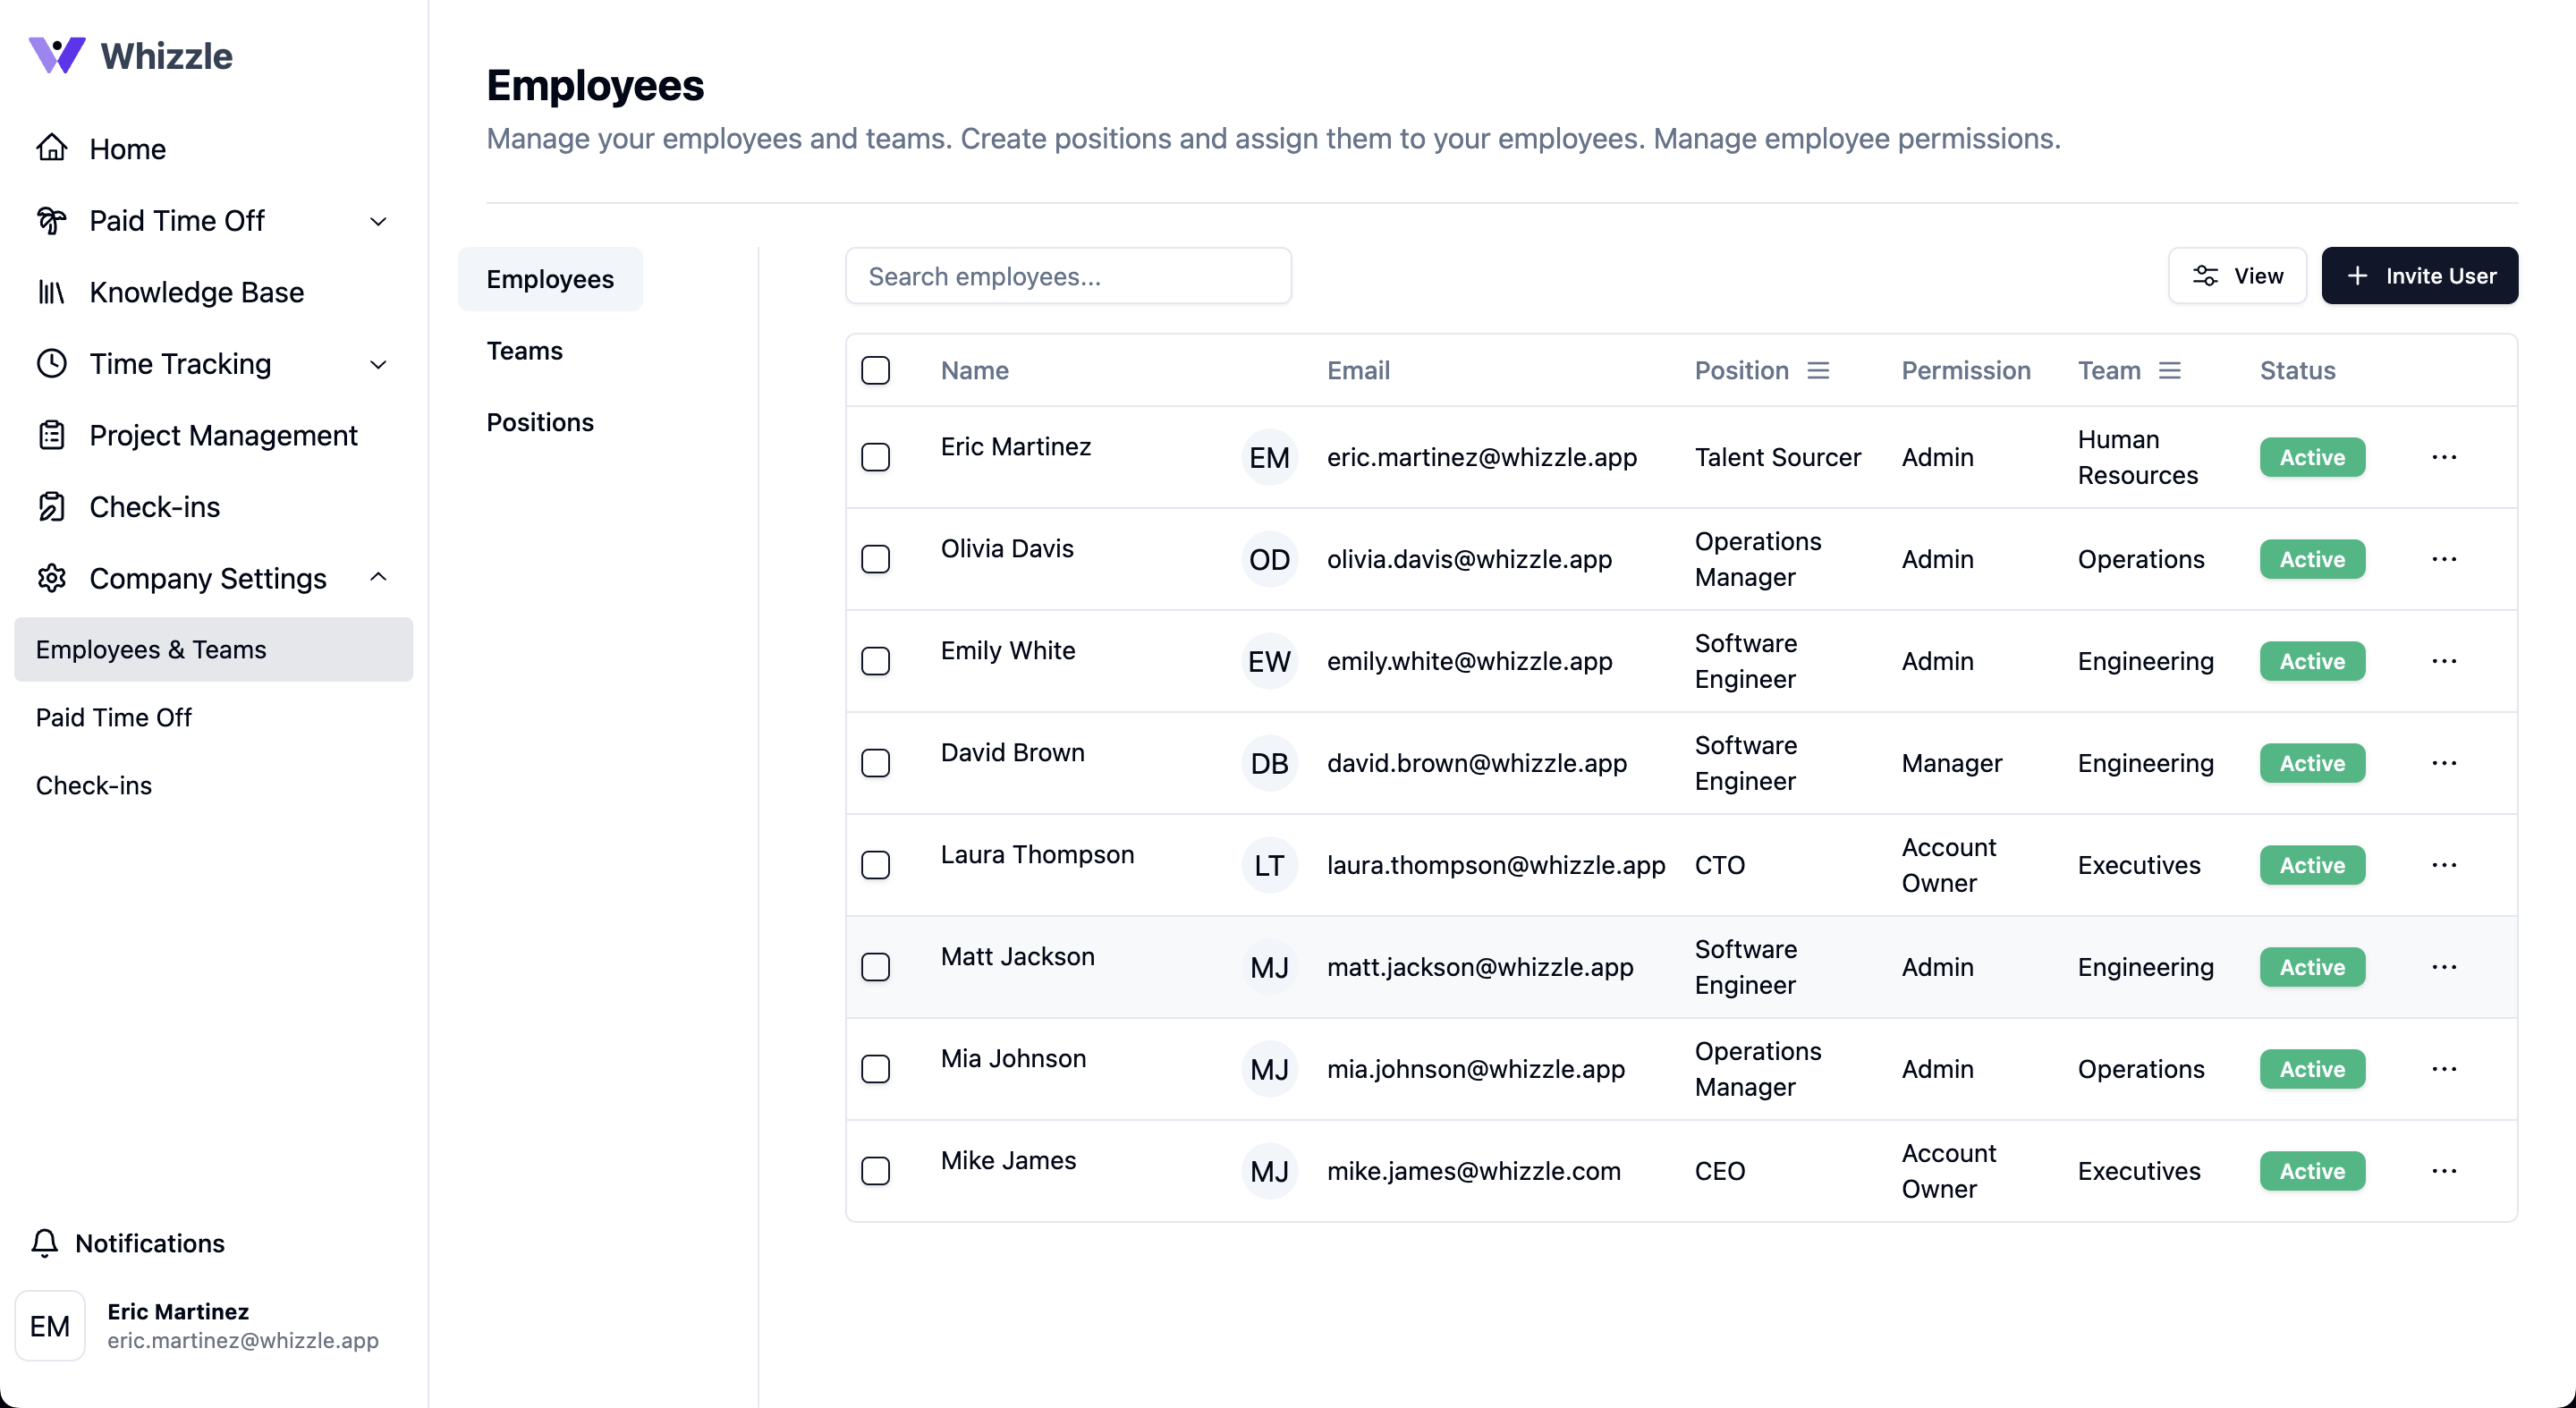 Whizzle
Home
Paid Time Off
Knowledge Base
Time Tracking
Project Management
Check-ins
Company Settings
Employees & Teams
Paid Time Off
Check-ins
Notifications
EM
Eric Martinez
eric.martinez@whizzle.app
Employees
Manage your employees and teams. Create positions and assign them to your employees. Manage employee permissions.
Employees
Teams
Positions
Search employees...
View
Invite User
Name Email Position Permission Team Status
Eric Martinez EM eric.martinez@whizzle.app Talent Sourcer Admin Human Resources Active
Olivia Davis OD olivia.davis@whizzle.app Operations Manager Admin Operations Active
Emily White EW emily.white@whizzle.app Software Engineer Admin Engineering Active
David Brown DB david.brown@whizzle.app Software Engineer Manager Engineering Active
Laura Thompson LT laura.thompson@whizzle.app CTO Account Owner Executives Active
Matt Jackson MJ matt.jackson@whizzle.app Software Engineer Admin Engineering Active
Mia Johnson MJ mia.johnson@whizzle.app Operations Manager Admin Operations Active
Mike James MJ mike.james@whizzle.com CEO Account Owner Executives Active